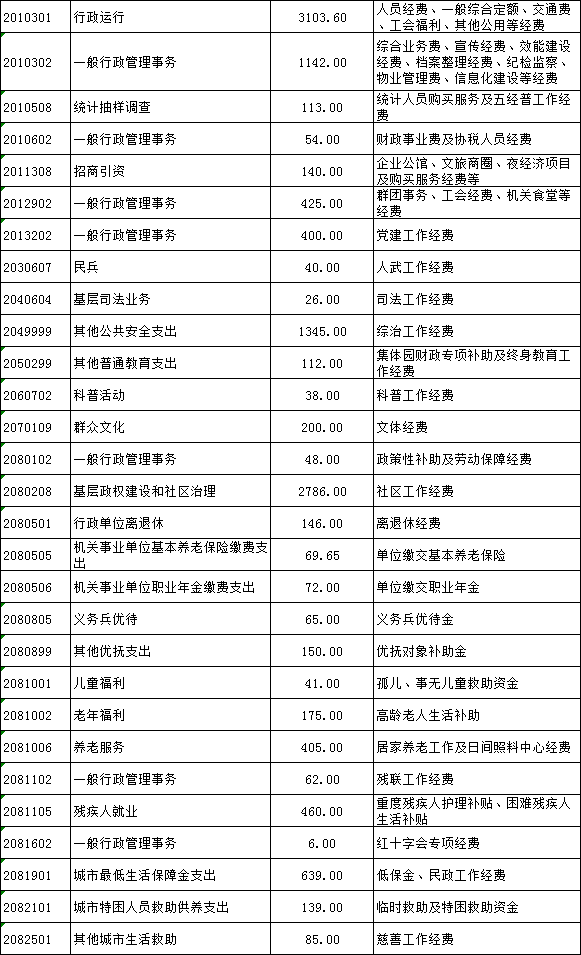 2010301 行政运行 3103.60 人员经费、一般综合定额、交通费
、工会福利、其他公用等经费
2010302 一般行政管理事务 1142.00 综合业务费、宣传经费、效能建设
经费、档案整理经费、纪检监察、
物业管理费、信息化建设等经费
2010508 统计抽样调查 113.00 统计人员购买服务及五经普工作经
费
2010602 一般行政管理事务 54.00 财政事业费及协税人员经费
2011308 招商引资 140.00 企业公馆、文旅商圈、夜经济项目
及购买服务经费等
2012902 一般行政管理事务 425.00 群团事务、工会经费、机关食堂等
经费
2013202 一般行政管理事务 400.00 党建工作经费
2030607 民兵 40.00 人武工作经费
2040604 基层司法业务 26.00 司法工作经费
2049999 其他公共安全支出 1345.00 综治工作经费
2050299 其他普通教育支出 112.00 集体园财政专项补助及终身教育工
作经费
2060702 科普活动 38.00 科普工作经费
2070109 群众文化 200.00 文体经费
2080102 一般行政管理事务 48.00 政策性补助及劳动保障经费
2080208 基层政权建设和社区治理 2786.00 社区工作经费
2080501 行政单位离退休 146.00 离退休经费
2080505 机关事业单位基本养老保险缴费支
出 69.65 单位缴交基本养老保险
2080506 机关事业单位职业年金缴费支出 72.00 单位缴交职业年金
2080805 义务兵优待 65.00 义务兵优待金
2080899 其他优抚支出 150.00 优抚对象补助金
2081001 儿童福利 41.00 孤儿、事无儿童救助资金
2081002 老年福利 175.00 高龄老人生活补助
2081006 养老服务 405.00 居家养老工作及日间照料中心经费
2081102 一般行政管理事务 62.00 残联工作经费
2081105 残疾人就业 460.00 重度残疾人护理补贴、困难残疾人
生活补贴
2081602 一般行政管理事务 6.00 红十字会专项经费
2081901 城市最低生活保障金支出 639.00 低保金、民政工作经费
2082101 城市特困人员救助供养支出 139.00 临时救助及特困救助资金
2082501 其他城市生活救助 85.00 慈善工作经费